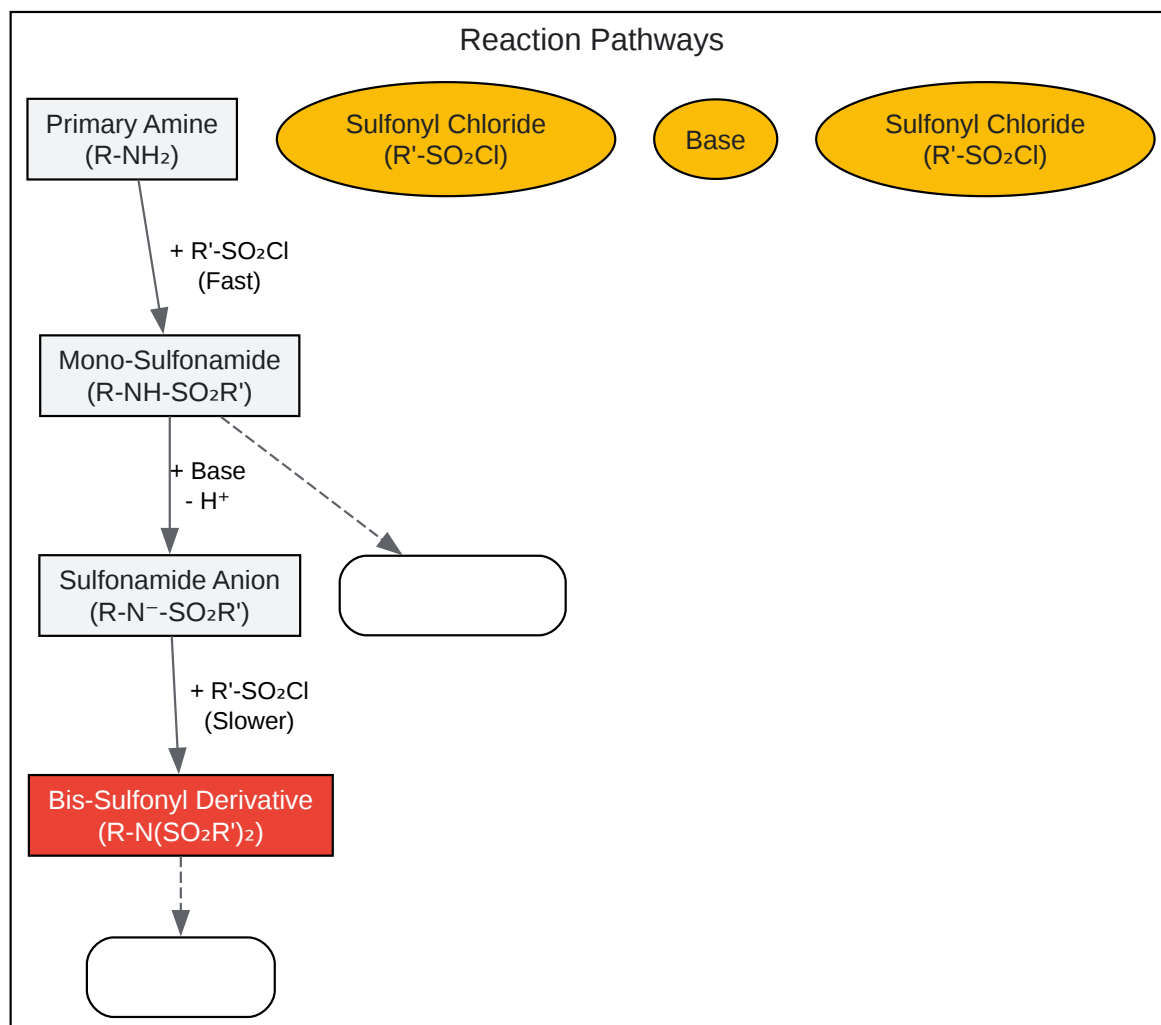 Reaction Pathways
Primary Amine
(R-NH₂)
Sulfonyl Chloride
(R'-SO₂Cl)
Base
Sulfonyl Chloride
(R'-SO₂Cl)
+ R'-SO₂Cl
(Fast)
Mono-Sulfonamide
(R-NH-SO₂R')
+ Base
- H⁺
Sulfonamide Anion
(R-N⁻-SO₂R')
+ R'-SO₂Cl
(Slower)
Bis-Sulfonyl Derivative
(R-N(SO₂R')₂)